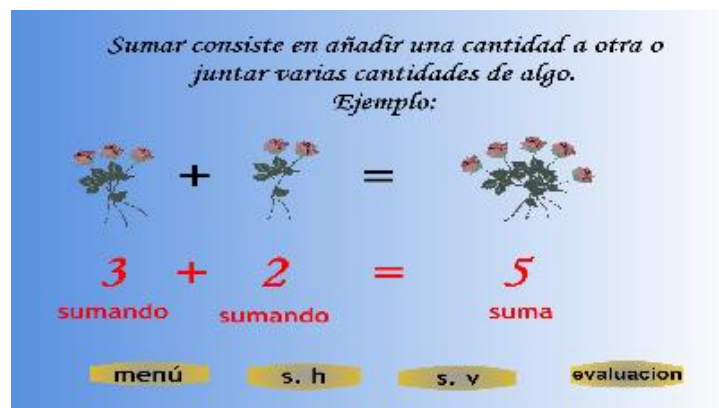 Sumar consiste en añadir una cantidad a otra o
juntar varias cantidades de algo.
Ejemplo:
+ =
3 + 2 = 5
sumando sumando suma
menú s. h s. v evaluacion